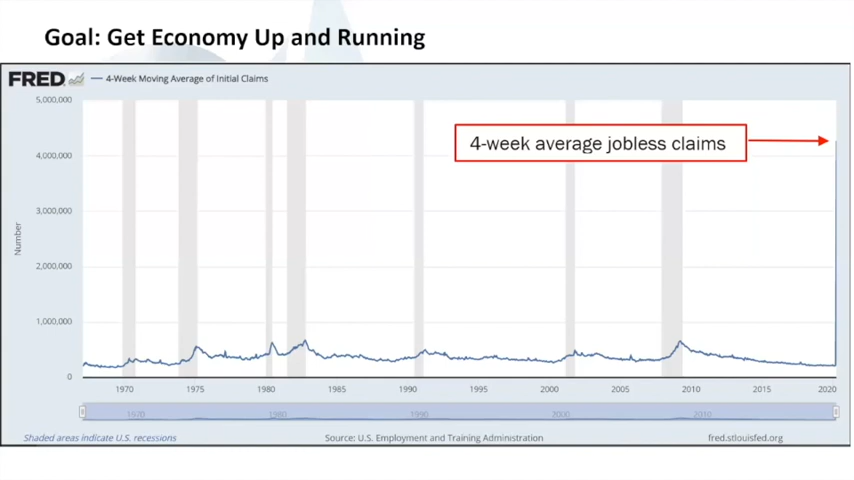 Goal: Get Economy Up and Running
FRED — 4-Week Moving Average of Initial Claims
5,000,000
4-week average jobless claims
4,000,000
3,000,000
Number
2,000,000
1,000,000
0
1970 1975 1980 1985 1990 1995 2000 2005 2010 2015 2020
1970 1980 1990 2000 2010
Shaded areas indicate U.S. recessions Source: U.S. Employment and Training Administration fred.stlouisfed.org